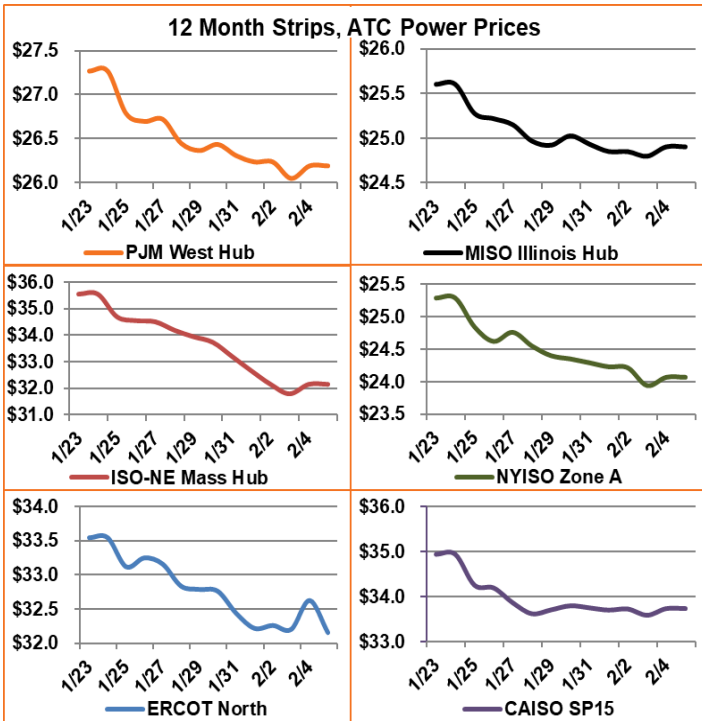 12 Month Strips, ATC Power Prices
$27.5
$27.0
$26.5
$26.0
1/23 1/25 1/27 1/29 1/31 2/2 2/4
PJM West Hub
$26.0
$25.5
$25.0
$24.5
1/23 1/25 1/27 1/29 1/31 2/2 2/4
MISO Illinois Hub
$36.0
$35.0
$34.0
$33.0
$32.0
$31.0
1/23 1/25 1/27 1/29 1/31 2/2 2/4
ISO-NE Mass Hub
$25.5
$25.0
$24.5
$24.0
$23.5
1/23 1/25 1/27 1/29 1/31 2/2 2/4
NYISO Zone A
$34.0
$33.5
$33.0
$32.5
$32.0
1/23 1/25 1/27 1/29 1/31 2/2 2/4
ERCOT North
$36.0
$35.0
$34.0
$33.0
1/23 1/25 1/27 1/29 1/31 2/2 2/4
CAISO SP15